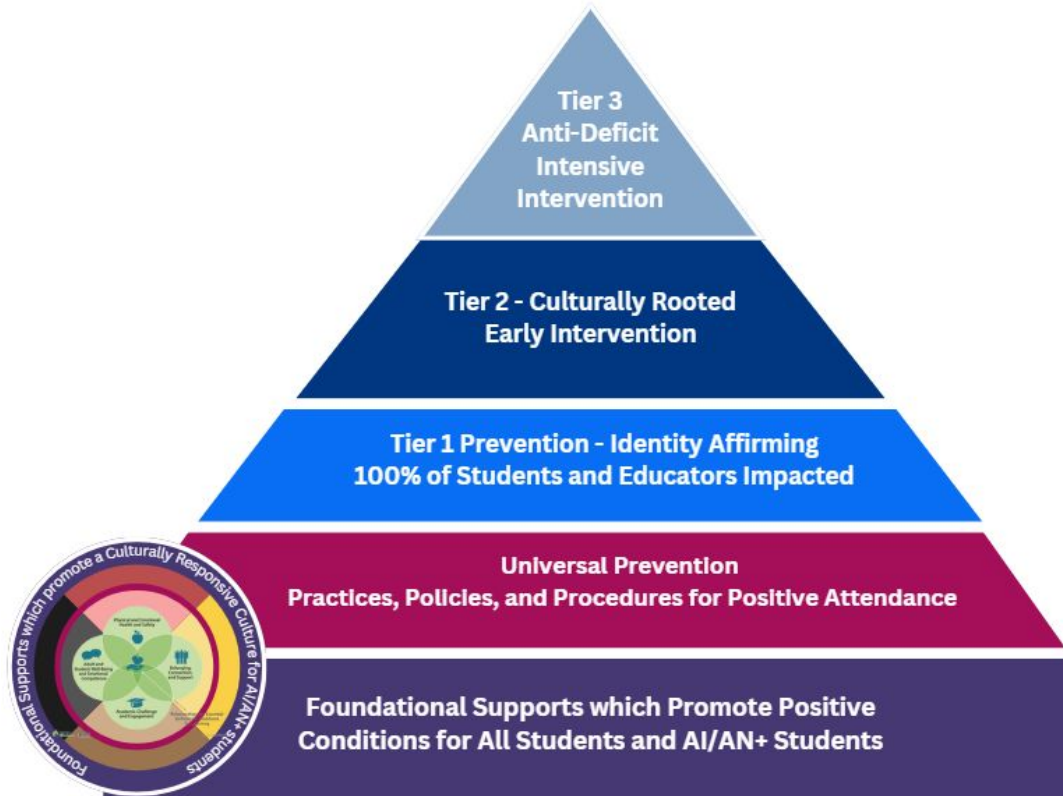 Tier 3
Anti-Deficit
Intensive
Intervention
Tier 2 - Culturally Rooted
Early Intervention
Tier 1 Prevention - Identity Affirming
100% of Students and Educators Impacted
Universal Prevention
Practices, Policies, and Procedures for Positive Attendance
Foundational Supports which Promote Positive
Conditions for All Students and AI/AN+ Students
Foundational Supports which promote a Culturally Responsive Culture for AI/AN+ students
Physical and Emotional
Health and Safety
Adult and
Student Well-Being
and Emotional
Competence
Belonging,
Connection,
and Support
Academic Challenge
and Engagement